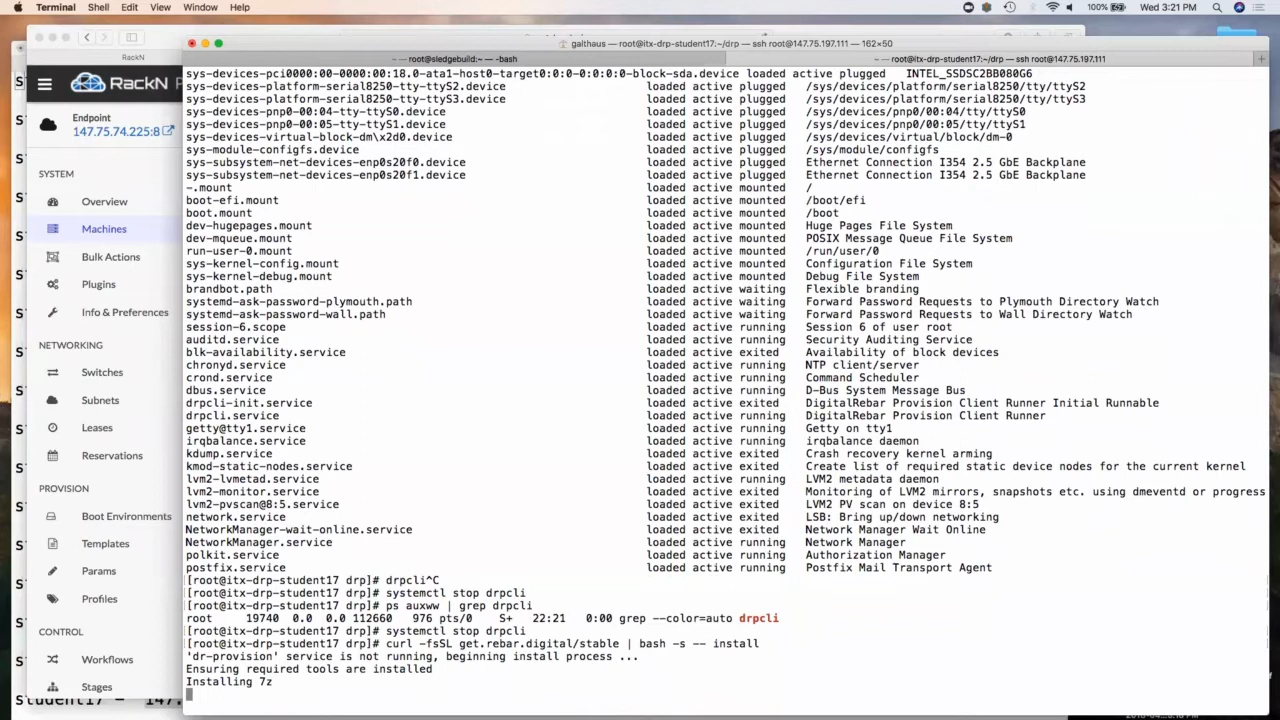 Terminal Shell Edit View Window Help 100% Wed 3:21 PM
galthaus — root@itx-drp-student17:~/drp — ssh root@147.75.197.111 — 162×50
RackN
~ — root@sledgebuild:~ — -bash
~ — root@itx-drp-student17:~/drp — ssh root@147.75.197.111
RackN P
Endpoint
147.75.74.225:8
SYSTEM
Overview
Machines
Bulk Actions
Plugins
Info & Preferences
NETWORKING
Switches
Subnets
Leases
Reservations
PROVISION
Boot Environments
Templates
Params
Profiles
CONTROL
Workflows
Stages
student17 = 147.
sys-devices-pci0000:00-0000:00:18.0-ata1-host0-target0:0:0-0:0:0:0-block-sda.device loaded active plugged INTEL_SSDSC2BB080G6
sys-devices-platform-serial8250-tty-ttyS2.device loaded active plugged /sys/devices/platform/serial8250/tty/ttyS2
sys-devices-platform-serial8250-tty-ttyS3.device loaded active plugged /sys/devices/platform/serial8250/tty/ttyS3
sys-devices-pnp0-00:04-tty-ttyS0.device loaded active plugged /sys/devices/pnp0/00:04/tty/ttyS0
sys-devices-pnp0-00:05-tty-ttyS1.device loaded active plugged /sys/devices/pnp0/00:05/tty/ttyS1
sys-devices-virtual-block-dm\x2d0.device loaded active plugged /sys/devices/virtual/block/dm-0
sys-module-configfs.device loaded active plugged /sys/module/configfs
sys-subsystem-net-devices-enp0s20f0.device loaded active plugged Ethernet Connection I354 2.5 GbE Backplane
sys-subsystem-net-devices-enp0s20f1.device loaded active plugged Ethernet Connection I354 2.5 GbE Backplane
-.mount loaded active mounted /
boot-efi.mount loaded active mounted /boot/efi
boot.mount loaded active mounted /boot
dev-hugepages.mount loaded active mounted Huge Pages File System
dev-mqueue.mount loaded active mounted POSIX Message Queue File System
run-user-0.mount loaded active mounted /run/user/0
sys-kernel-config.mount loaded active mounted Configuration File System
sys-kernel-debug.mount loaded active mounted Debug File System
brandbot.path loaded active waiting Flexible branding
systemd-ask-password-plymouth.path loaded active waiting Forward Password Requests to Plymouth Directory Watch
systemd-ask-password-wall.path loaded active waiting Forward Password Requests to Wall Directory Watch
session-6.scope loaded active running Session 6 of user root
auditd.service loaded active running Security Auditing Service
blk-availability.service loaded active exited Availability of block devices
chronyd.service loaded active running NTP client/server
crond.service loaded active running Command Scheduler
dbus.service loaded active running D-Bus System Message Bus
drpcli-init.service loaded active exited DigitalRebar Provision Client Runner Initial Runnable
drpcli.service loaded active running DigitalRebar Provision Client Runner
getty@tty1.service loaded active running Getty on tty1
irqbalance.service loaded active running irqbalance daemon
kdump.service loaded active exited Crash recovery kernel arming
kmod-static-nodes.service loaded active exited Create list of required static device nodes for the current kernel
lvm2-lvmetad.service loaded active running LVM2 metadata daemon
lvm2-monitor.service loaded active exited Monitoring of LVM2 mirrors, snapshots etc. using dmeventd or progress
lvm2-pvscan@8:5.service loaded active exited LVM2 PV scan on device 8:5
network.service loaded active exited LSB: Bring up/down networking
NetworkManager-wait-online.service loaded active exited Network Manager Wait Online
NetworkManager.service loaded active running Network Manager
polkit.service loaded active running Authorization Manager
postfix.service loaded active running Postfix Mail Transport Agent
[root@itx-drp-student17 drp]# drpcli^C
[root@itx-drp-student17 drp]# systemctl stop drpcli
[root@itx-drp-student17 drp]# ps auxww | grep drpcli
root 19740 0.0 0.0 112660 976 pts/0 S+ 22:21 0:00 grep --color=auto drpcli
[root@itx-drp-student17 drp]# systemctl stop drpcli
[root@itx-drp-student17 drp]# curl -fsSL get.rebar.digital/stable | bash -s -- install
'dr-provision' service is not running, beginning install process ...
Ensuring required tools are installed
Installing 7z